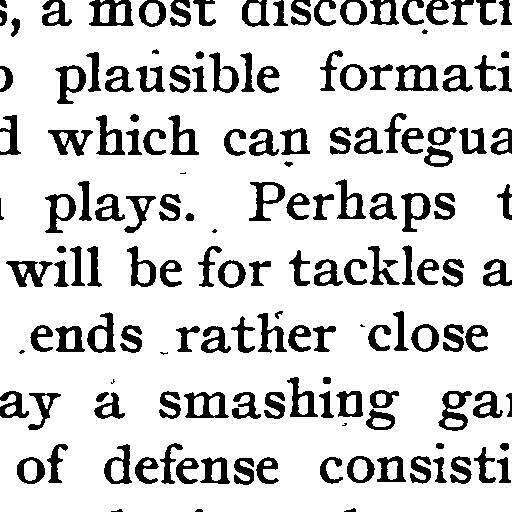 s, a most disconcerti
plausible formati
d which can safegua
plays. Perhaps t
will be for tackles a
ends rather close
ay a smashing gar
of defense consisti